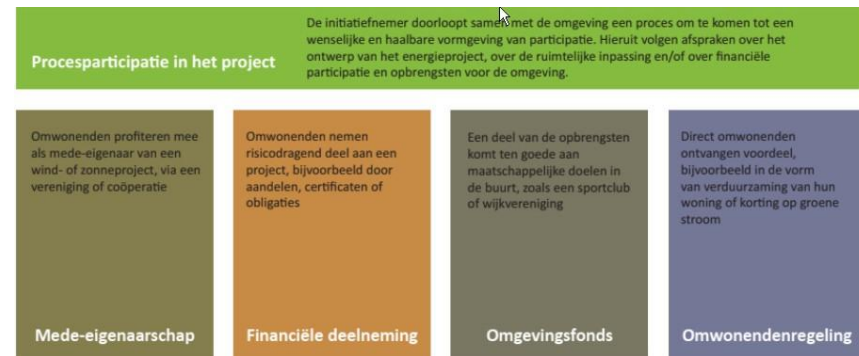 Procesparticipatie in het project
De initiatiefnemer doorloopt samen met de omgeving een proces om te komen tot een
wenselijke en haalbare vormgeving van participatie. Hieruit volgen afspraken over het
ontwerp van het energieproject, over de ruimtelijke inpassing en/of over financiële
participatie en opbrengsten voor de omgeving.
Omwonenden profiteren mee
als mede-eigenaar van een
wind- of zonneproject, via een
vereniging of coöperatie
Mede-eigenaarschap
Omwonenden nemen
risicodragend deel aan een
project, bijvoorbeeld door
aandelen, certificaten of
obligaties
Financiële deelneming
Een deel van de opbrengsten
komt ten goede aan
maatschappelijke doelen in
de buurt, zoals een sportclub
of wijkvereniging
Omgevingsfonds
Direct omwonenden
ontvangen voordeel,
bijvoorbeeld in de vorm
van verduurzaming van hun
woning of korting op groene
stroom
Omwonendenregeling